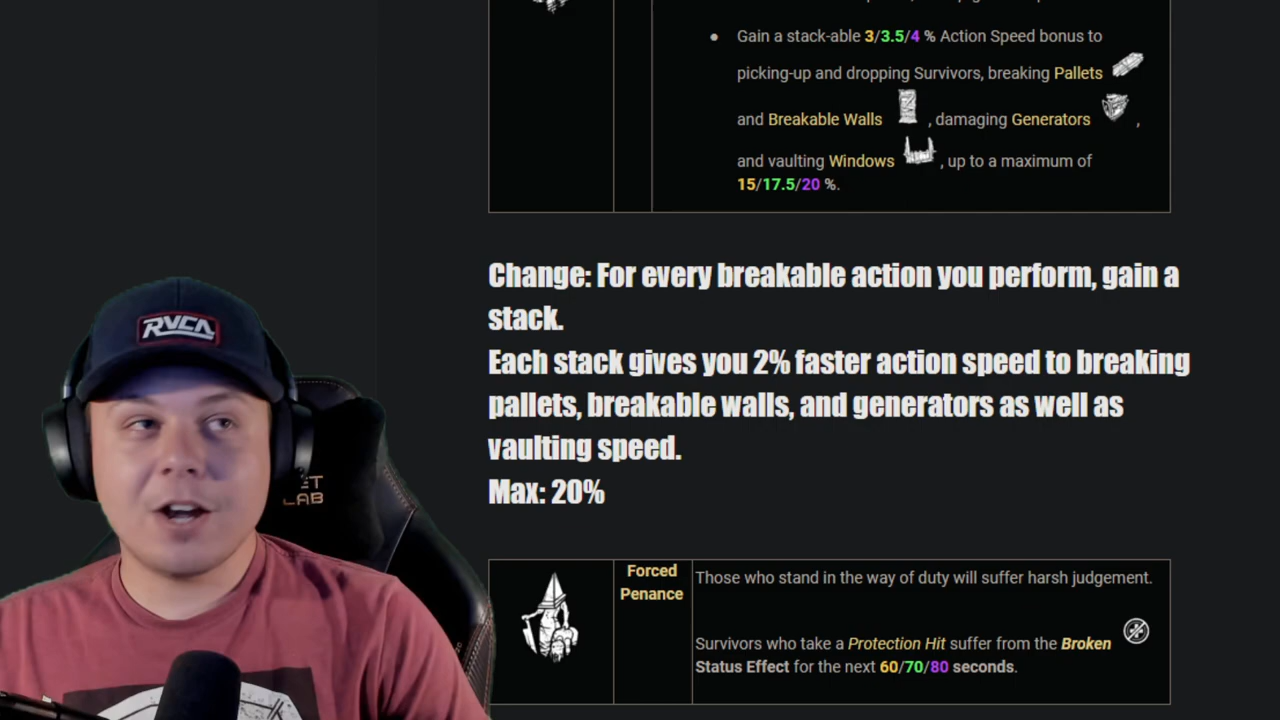 Gain a stack-able 3/3.5/4 % Action Speed bonus to
picking-up and dropping Survivors, breaking Pallets
and Breakable Walls , damaging Generators ,
and vaulting Windows , up to a maximum of
15/17.5/20 %.
Change: For every breakable action you perform, gain a
stack.
Each stack gives you 2% faster action speed to breaking
pallets, breakable walls, and generators as well as
vaulting speed.
Max: 20%
RVCA
LAB
Forced
Penance
Those who stand in the way of duty will suffer harsh judgement.
Survivors who take a Protection Hit suffer from the Broken
Status Effect for the next 60/70/80 seconds.